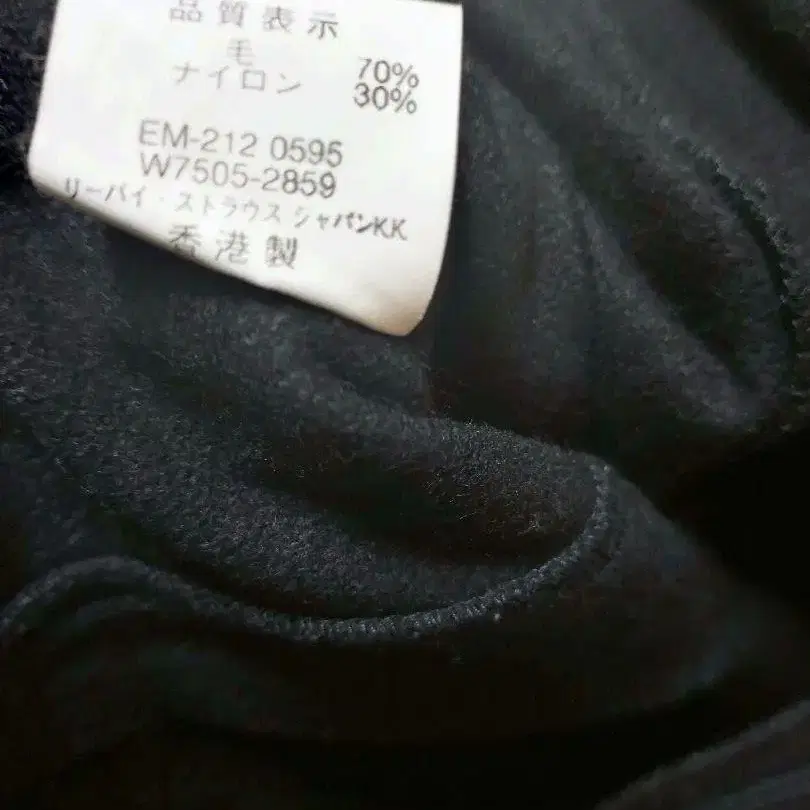 品質表示
毛 70%
ナイロン 30%
EM-212 0595
W7505-2859
リーバイ・ストラウス ジャパンKK
香港製